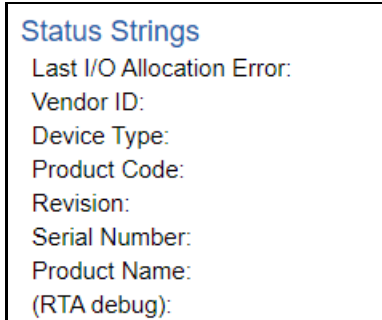 Status Strings
Last I/O Allocation Error:
Vendor ID:
Device Type:
Product Code:
Revision:
Serial Number:
Product Name:
(RTA debug):